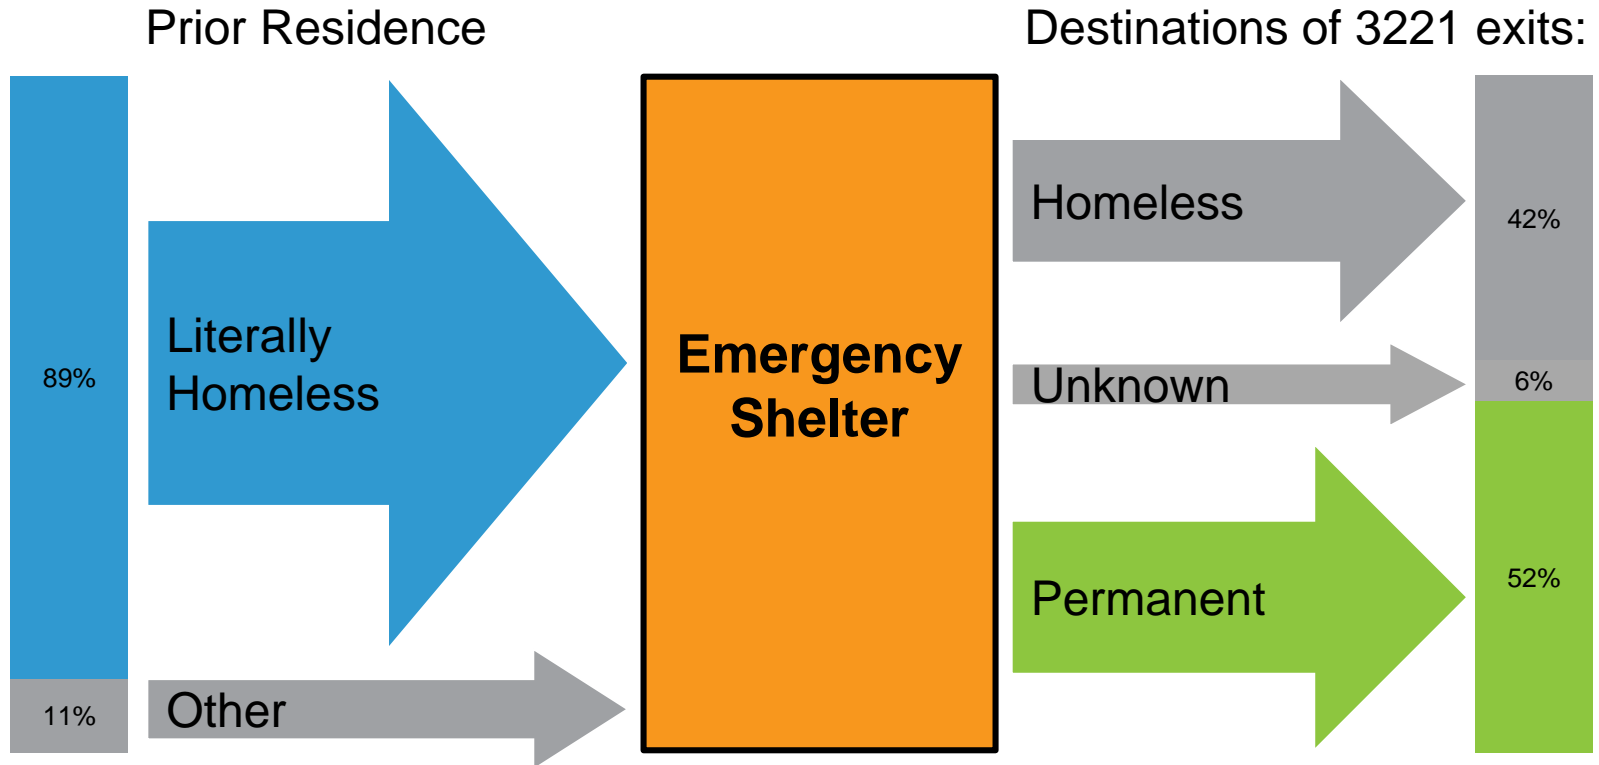 Prior Residence
Destinations of 3221 exits:
89%
11%
Literally
Homeless
Other
Emergency
Shelter
Homeless
Unknown
Permanent
42%
6%
52%